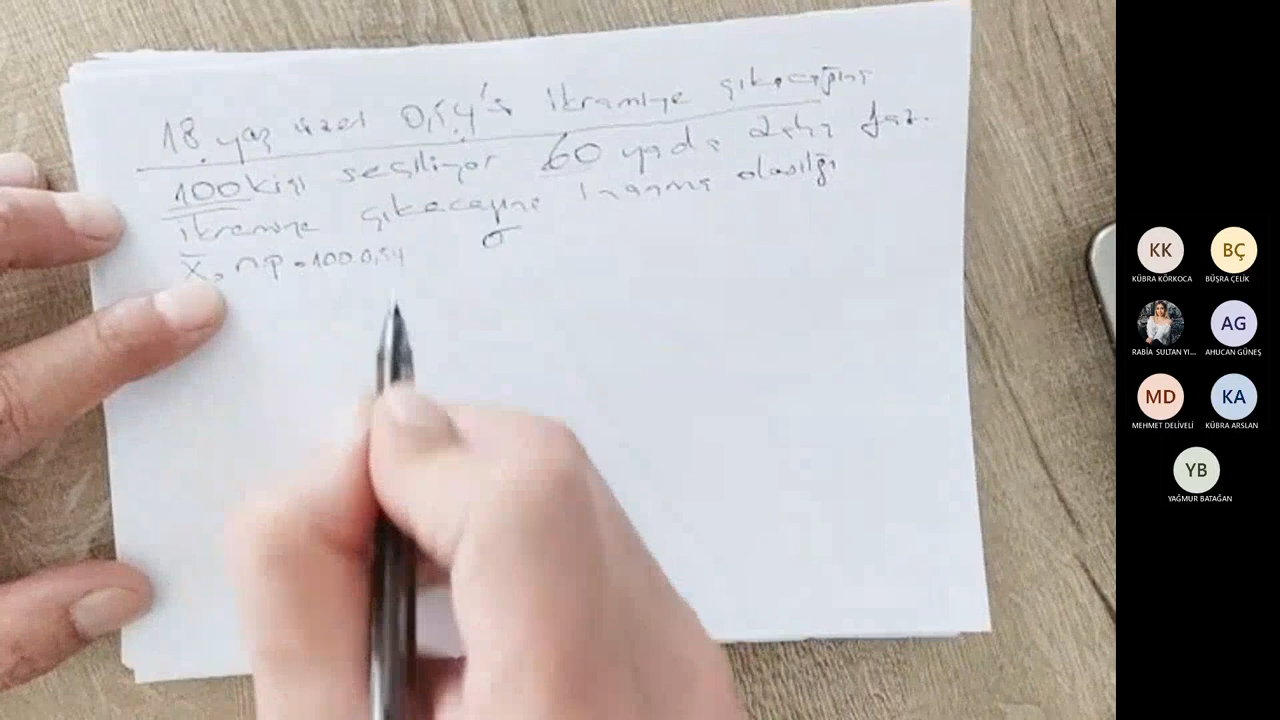 18 yaş üzeri 0,54'ü ikramiye çıkacağına
100 kişi seçiliyor 60 yada daha faz.
ikramiye çıkacağına inanma olasılığı
x̄ = np = 100.0,54 σ
KK BÇ
KÜBRA KÖRKOCA BÜŞRA ÇELİK
AG
RABİA SULTAN YI... AHUCAN GÜNEŞ
MD KA
MEHMET DELİVELİ KÜBRA ARSLAN
YB
YAĞMUR BATAĞAN